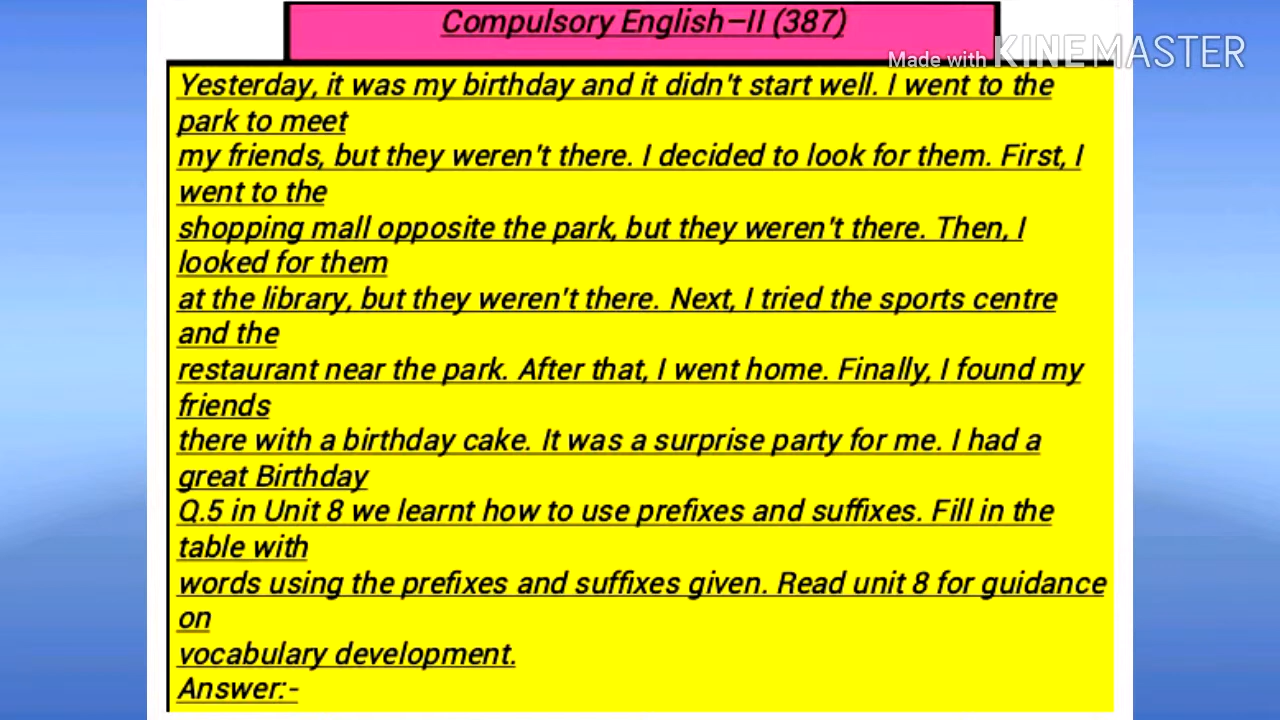 Compulsory English–II (387)
Made with KINEMASTER
Yesterday, it was my birthday and it didn't start well. I went to the
park to meet
my friends, but they weren't there. I decided to look for them. First, I
went to the
shopping mall opposite the park, but they weren't there. Then, I
looked for them
at the library, but they weren't there. Next, I tried the sports centre
and the
restaurant near the park. After that, I went home. Finally, I found my
friends
there with a birthday cake. It was a surprise party for me. I had a
great Birthday
Q.5 in Unit 8 we learnt how to use prefixes and suffixes. Fill in the
table with
words using the prefixes and suffixes given. Read unit 8 for guidance
on
vocabulary development.
Answer:-